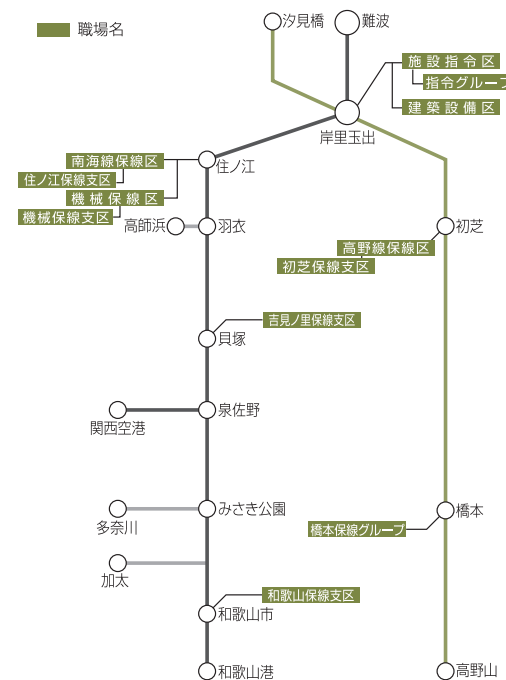 職場名
汐見橋
難波
施設指令区
指令グループ
建築設備区
岸里玉出
南海線保線区
住ノ江
住ノ江保線支区
機械保線区
機械保線支区
高師浜
羽衣
初芝
高野線保線区
初芝保線支区
吉見ノ里保線支区
貝塚
泉佐野
関西空港
みさき公園
橋本
多奈川
橋本保線グループ
加太
和歌山保線支区
和歌山市
和歌山港
高野山